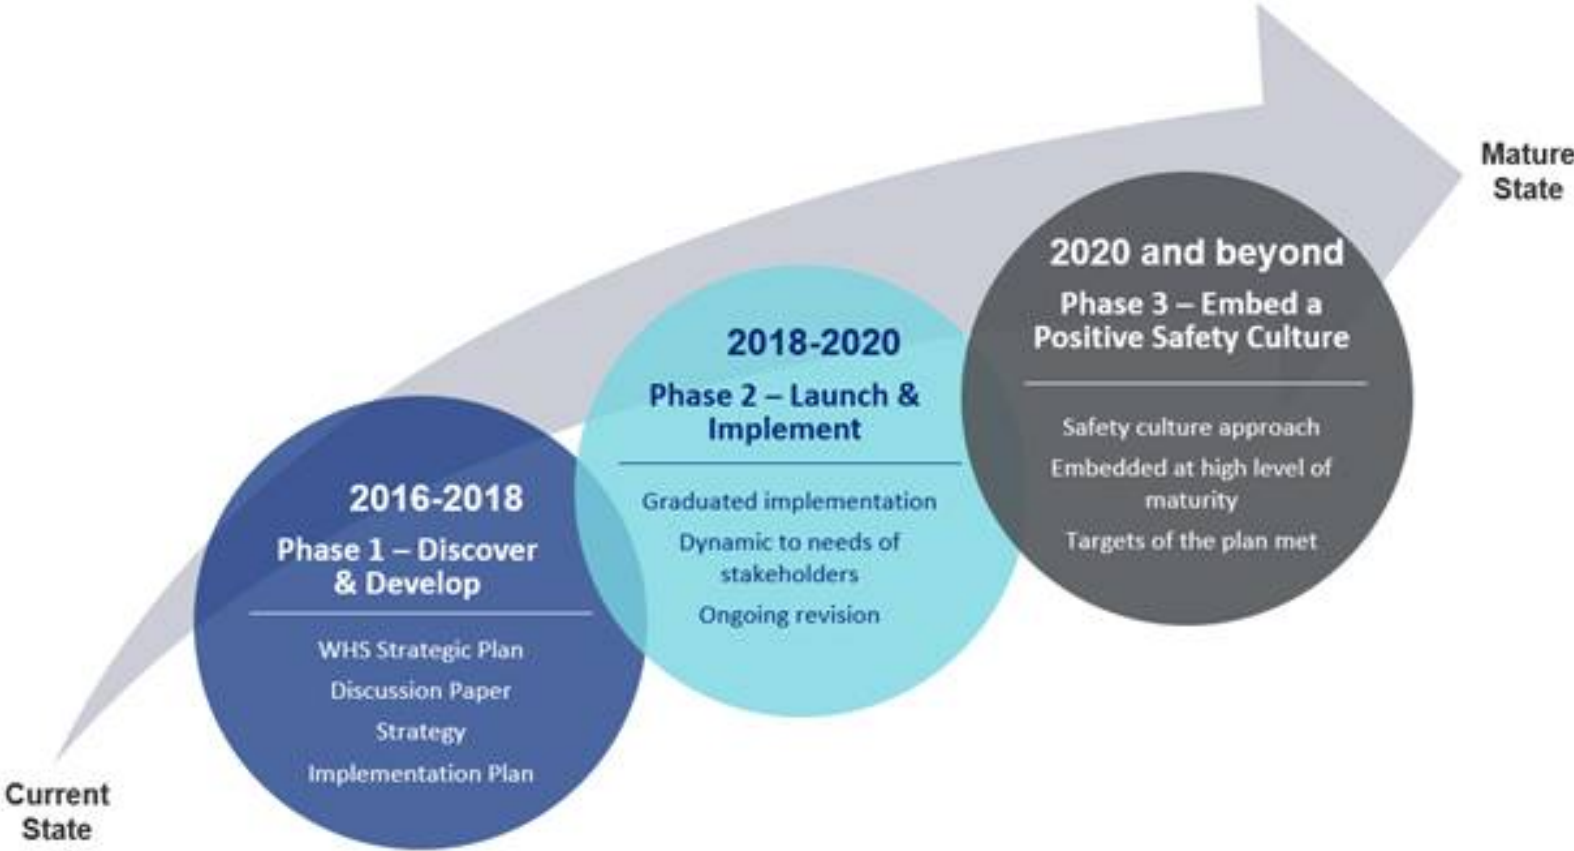 Current
State
2016-2018
Phase 1 – Discover
& Develop
WHS Strategic Plan
Discussion Paper
Strategy
Implementation Plan
2018-2020
Phase 2 – Launch &
Implement
Graduated implementation
Dynamic to needs of
stakeholders
Ongoing revision
2020 and beyond
Phase 3 – Embed a
Positive Safety Culture
Safety culture approach
Embedded at high level of
maturity
Targets of the plan met
Mature
State